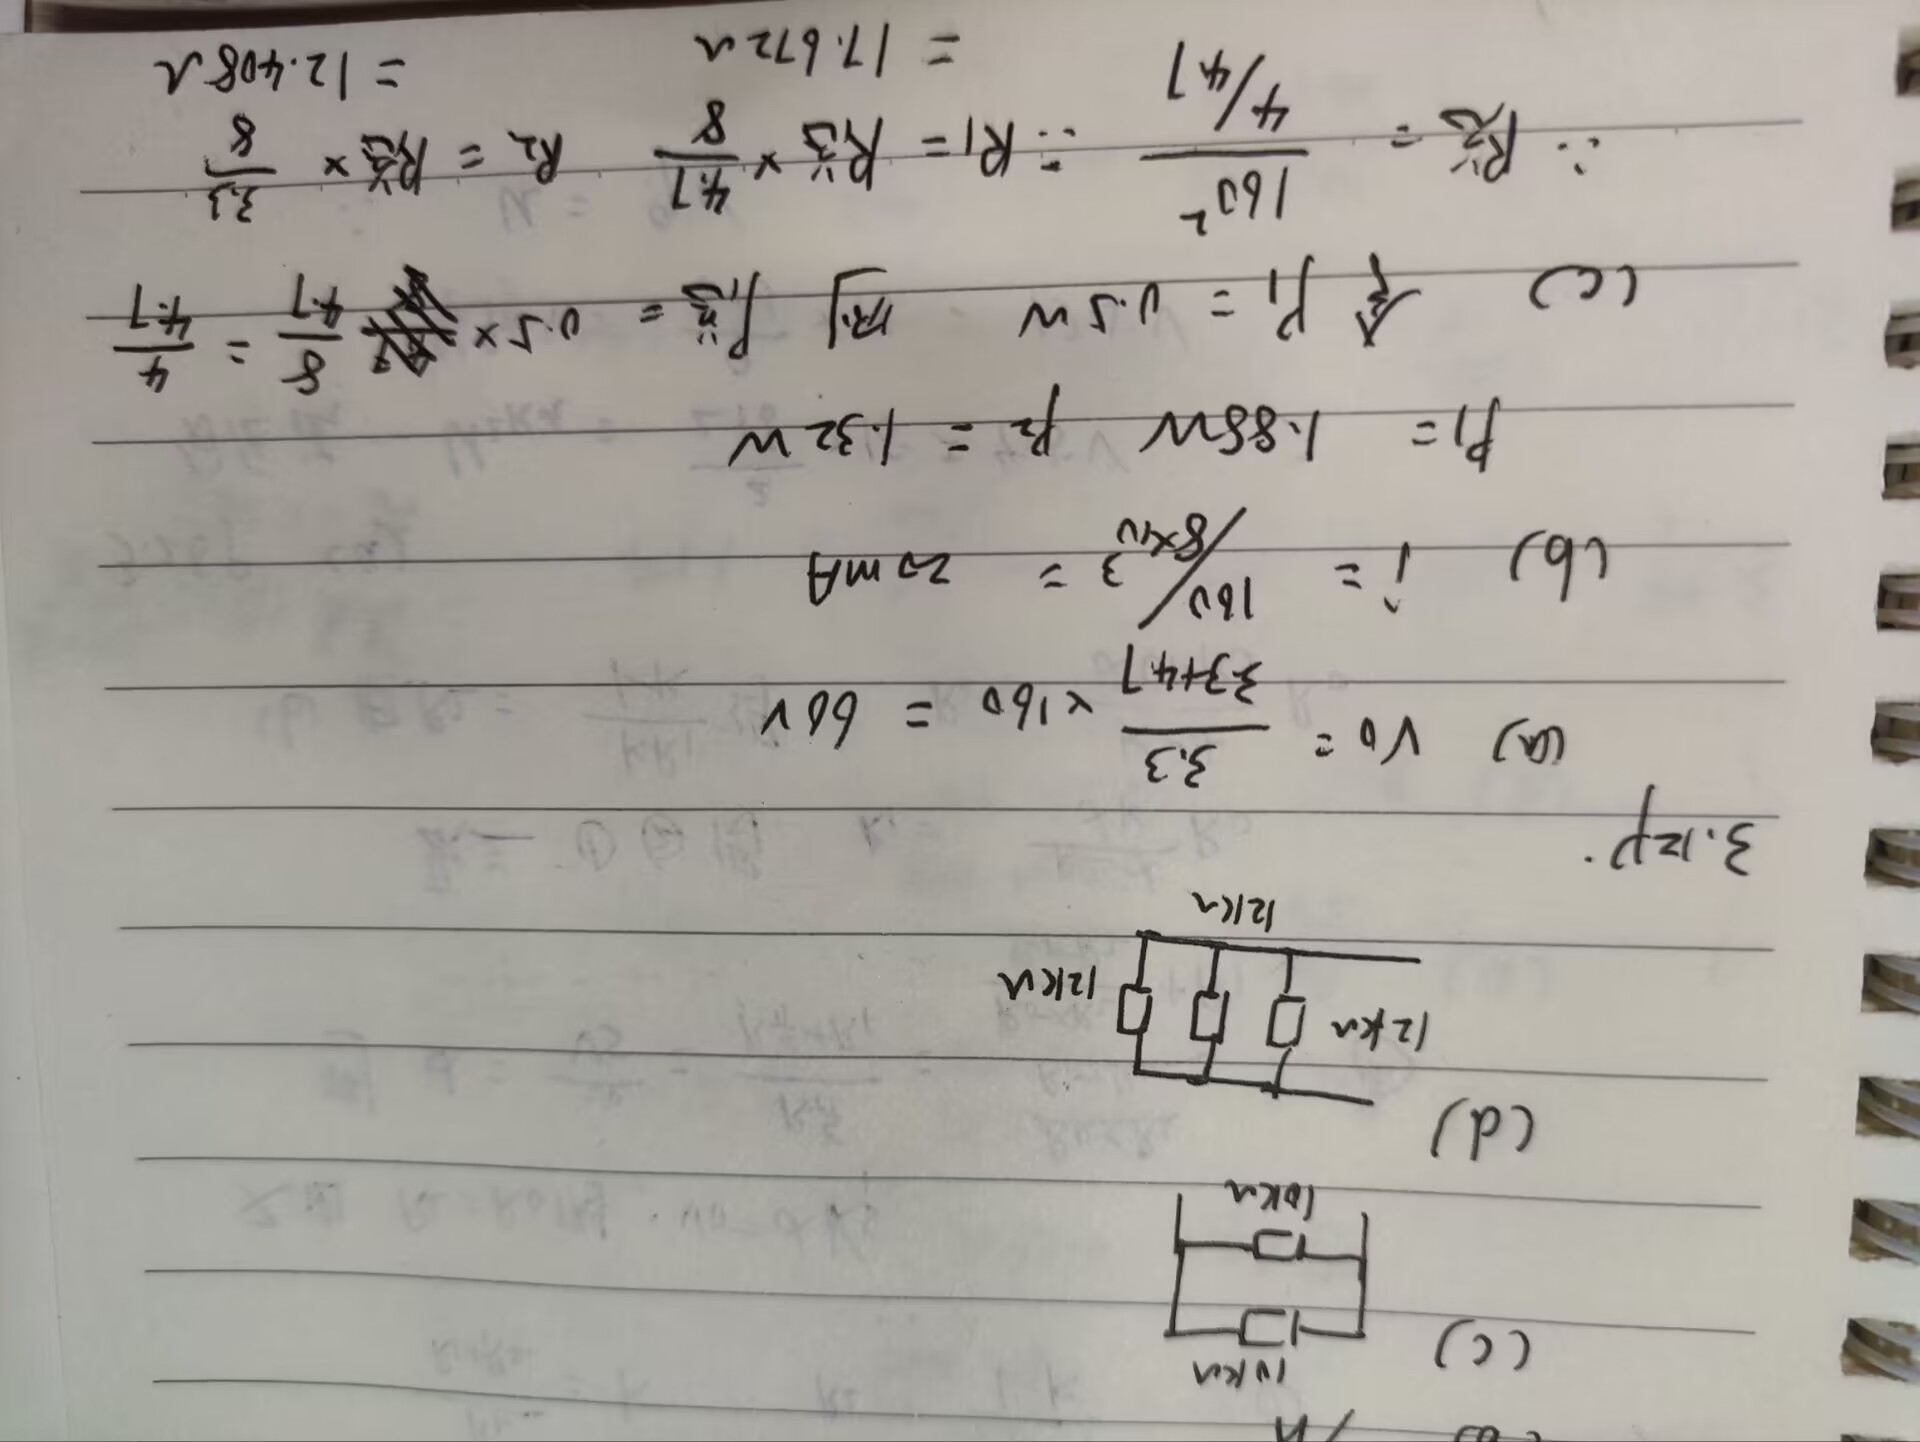 (c)
10KΩ
10KΩ
(d)
12KΩ
12KΩ
12KΩ
3.12p.
(a) V0 = 3.3/3.3+4.7 ×160 = 66V
(b) i = 160/8×10³ = 20mA
P1 = 1.88W P2 = 1.32W
(c) P1 = 0.5W 则 P总 = 0.5× 8/4.7 = 4/4.7
∴ R总 = 160²/4/4.7 ∴ R1 = R总 × 4.7/8 R2 = R总 × 3.3/8
= 17.672Ω = 12.408Ω